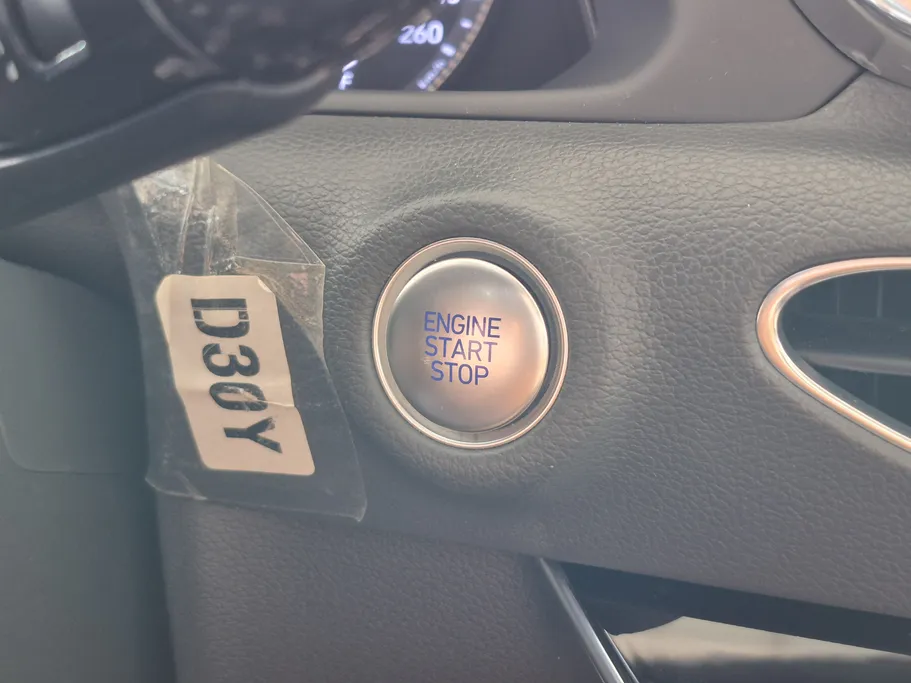 260
D30Y
ENGINE
START
STOP